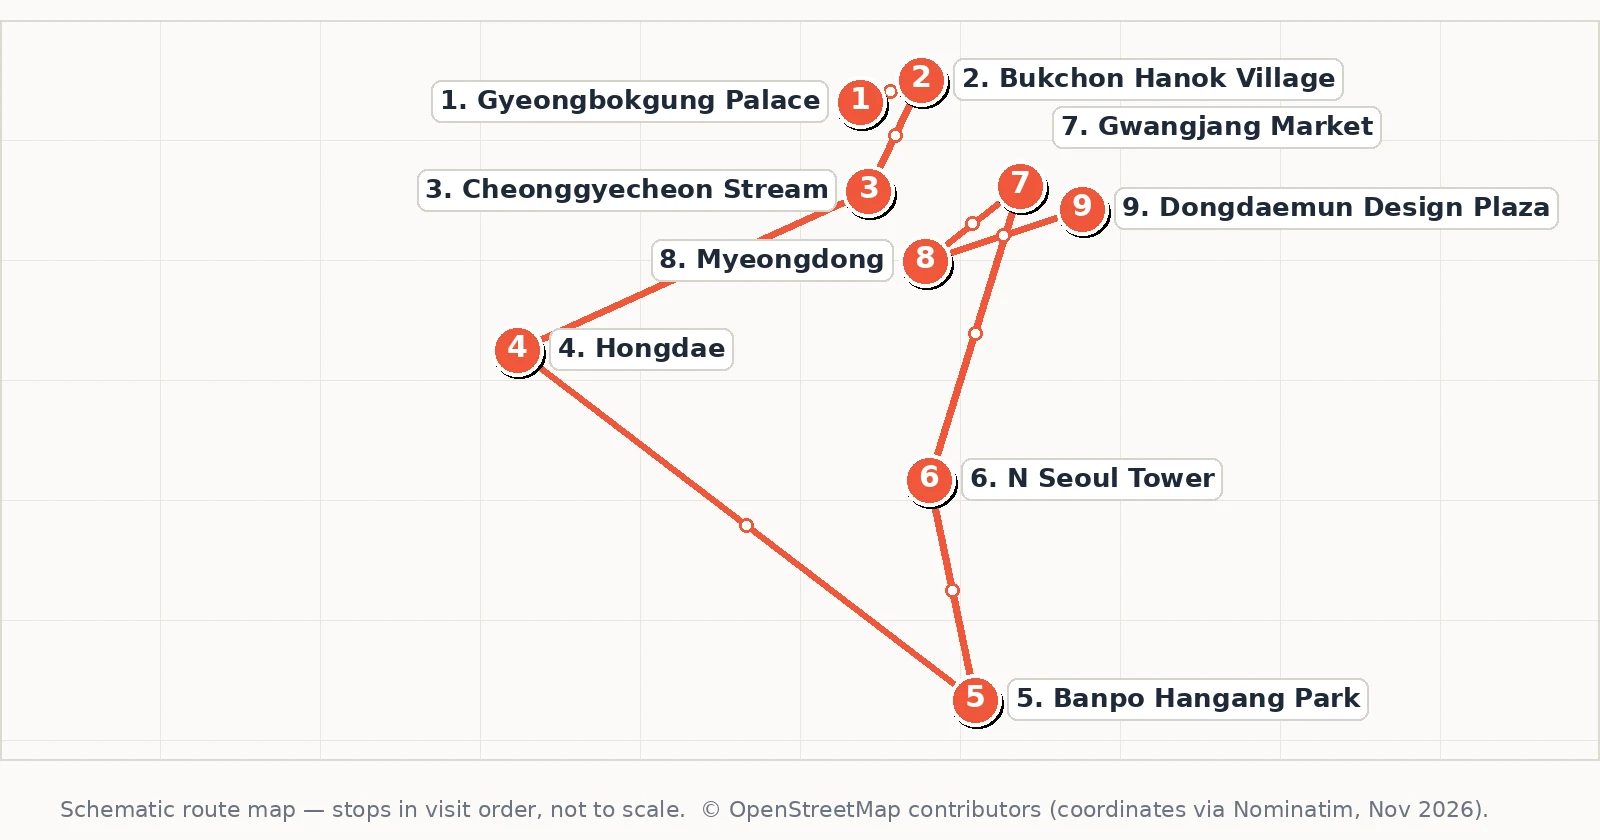 2
2. Bukchon Hanok Village
1. Gyeongbokgung Palace
1
7. Gwangjang Market
3. Cheonggyecheon Stream
3
7
9
9. Dongdaemun Design Plaza
8. Myeongdong
8
4
4. Hongdae
6
6. N Seoul Tower
5
5. Banpo Hangang Park
Schematic route map — stops in visit order, not to scale. © OpenStreetMap contributors (coordinates via Nominatim, Nov 2026).